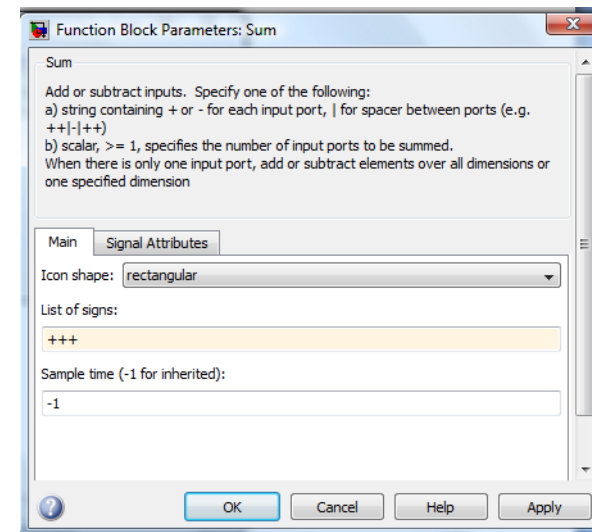 Function Block Parameters: Sum
Sum
Add or subtract inputs.  Specify one of the following:
a) string containing + or - for each input port, | for spacer between ports (e.g.
++|-|++)
b) scalar, >= 1, specifies the number of input ports to be summed.
When there is only one input port, add or subtract elements over all dimensions or
one specified dimension
Main Signal Attributes
Icon shape: rectangular
List of signs:
+++
Sample time (-1 for inherited):
-1
OK Cancel Help Apply